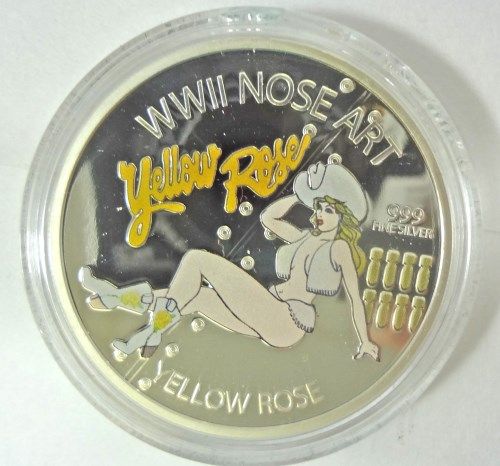 WWII NOSE ART
Yellow Rose
999
FINE SILVER
YELLOW ROSE